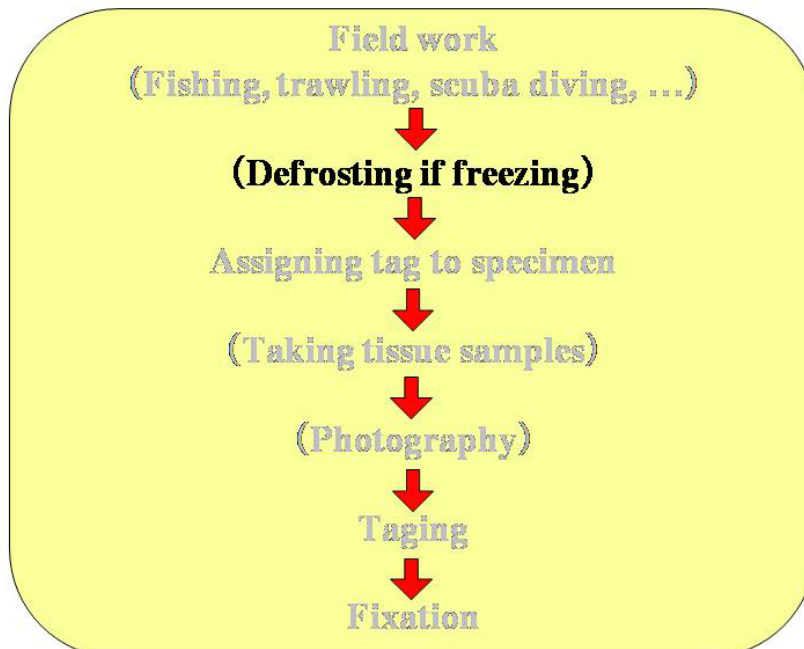 Field work
(Fishing, trawling, scuba diving, …)
(Defrosting if freezing)
Assigning tag to specimen
(Taking tissue samples)
(Photography)
Taging
Fixation